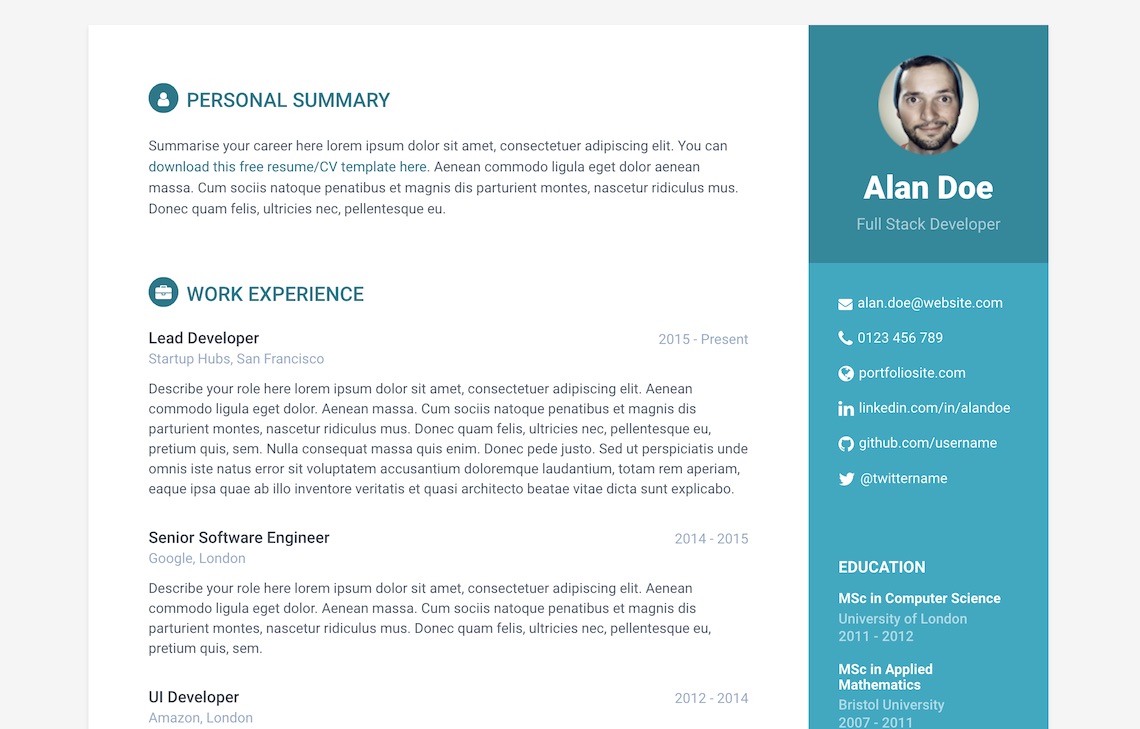 PERSONAL SUMMARY
Summarise your career here lorem ipsum dolor sit amet, consectetuer adipiscing elit. You can
download this free resume/CV template here. Aenean commodo ligula eget dolor aenean
massa. Cum sociis natoque penatibus et magnis dis parturient montes, nascetur ridiculus mus.
Donec quam felis, ultricies nec, pellentesque eu.
WORK EXPERIENCE
Lead Developer
2015 - Present
Startup Hubs, San Francisco
Describe your role here lorem ipsum dolor sit amet, consectetuer adipiscing elit. Aenean
commodo ligula eget dolor. Aenean massa. Cum sociis natoque penatibus et magnis dis
parturient montes, nascetur ridiculus mus. Donec quam felis, ultricies nec, pellentesque eu,
pretium quis, sem. Nulla consequat massa quis enim. Donec pede justo. Sed ut perspiciatis unde
omnis iste natus error sit voluptatem accusantium doloremque laudantium, totam rem aperiam,
eaque ipsa quae ab illo inventore veritatis et quasi architecto beatae vitae dicta sunt explicabo.
Senior Software Engineer
2014 - 2015
Google, London
Describe your role here lorem ipsum dolor sit amet, consectetuer adipiscing elit. Aenean
commodo ligula eget dolor. Aenean massa. Cum sociis natoque penatibus et magnis dis
parturient montes, nascetur ridiculus mus. Donec quam felis, ultricies nec, pellentesque eu,
pretium quis, sem.
UI Developer
2012 - 2014
Amazon, London
Alan Doe
Full Stack Developer
alan.doe@website.com
0123 456 789
portfoliosite.com
linkedin.com/in/alandoe
github.com/username
@twittername
EDUCATION
MSc in Computer Science
University of London
2011 - 2012
MSc in Applied
Mathematics
Bristol University
2007 - 2011